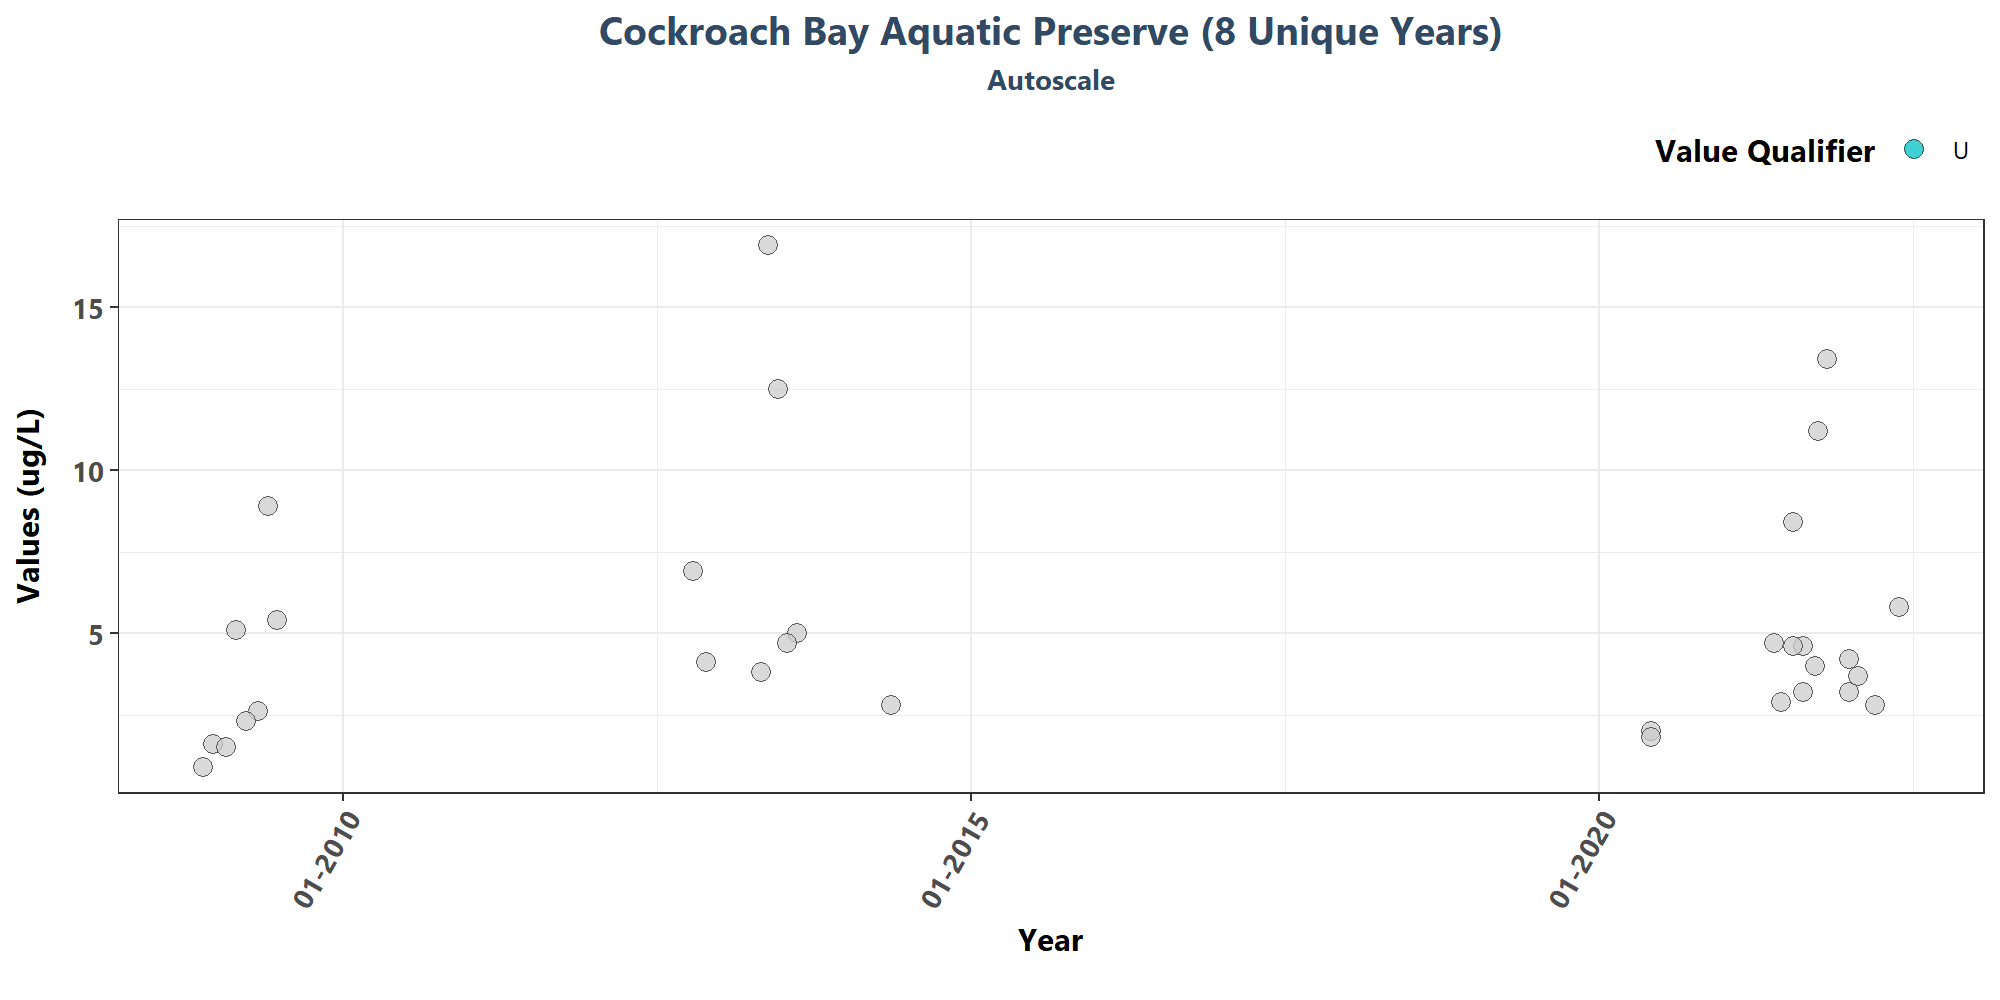 Cockroach Bay Aquatic Preserve (8 Unique Years)
Autoscale
Value Qualifier U
Values (ug/L)
15
10
5
01-2010
01-2015
01-2020
Year